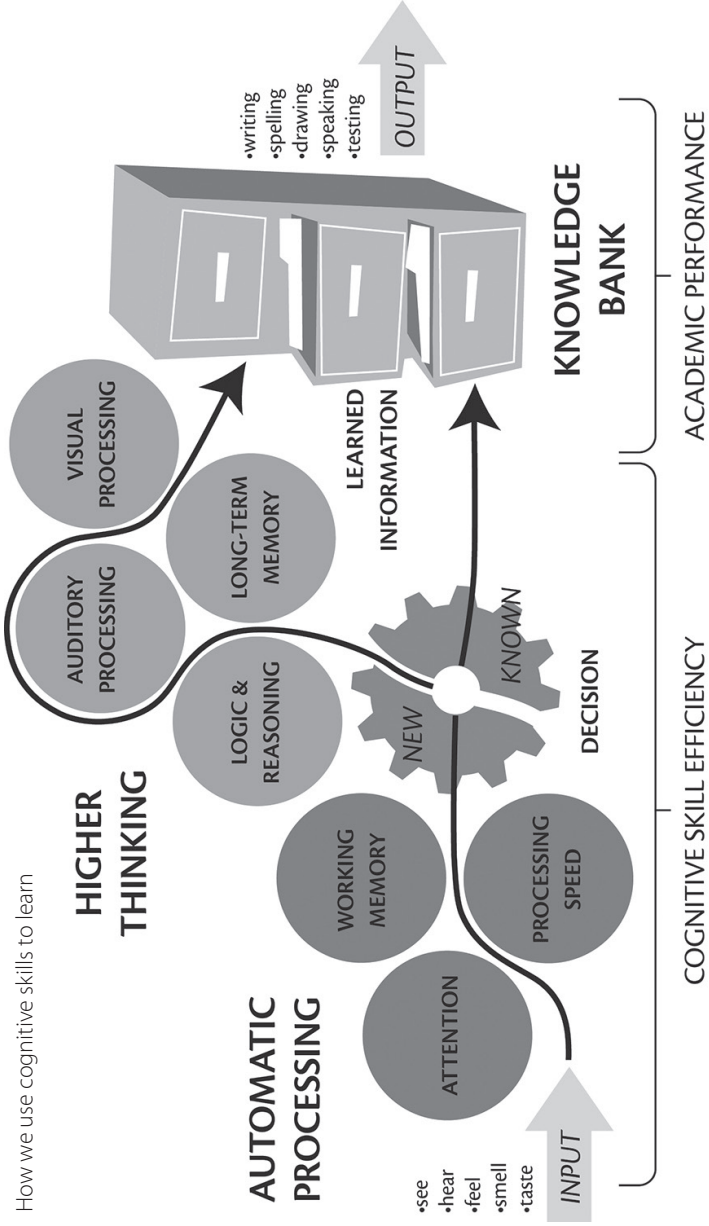 How we use cognitive skills to learn
HIGHER
THINKING
AUTOMATIC
PROCESSING
•see
•hear
•feel
•smell
•taste
INPUT
ATTENTION
WORKING
MEMORY
PROCESSING
SPEED
NEW
KNOWN
DECISION
LOGIC &
REASONING
LONG-TERM
MEMORY
AUDITORY
PROCESSING
VISUAL
PROCESSING
LEARNED
INFORMATION
KNOWLEDGE
BANK
•writing
•spelling
•drawing
•speaking
•testing
OUTPUT
COGNITIVE SKILL EFFICIENCY
ACADEMIC PERFORMANCE